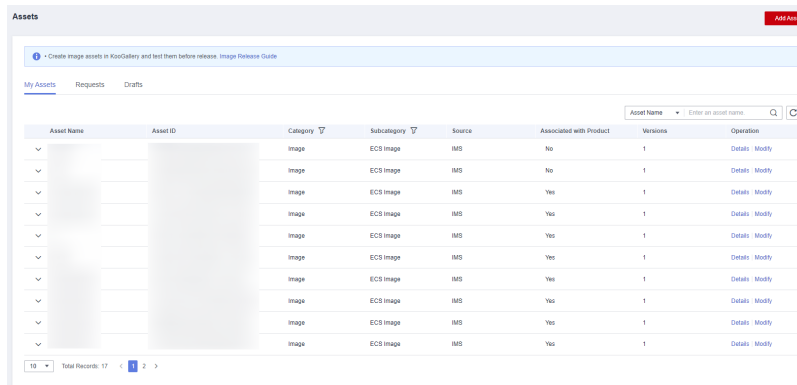 Assets
Add Asse
• Create image assets in KooGallery and test them before release. Image Release Guide
My Assets Requests Drafts
Asset Name Enter an asset name.
Asset Name Asset ID Category Subcategory Source Associated with Product Versions Operation
Image ECS Image IMS No 1 Details Modify
Image ECS Image IMS No 1 Details Modify
Image ECS Image IMS Yes 1 Details Modify
Image ECS Image IMS Yes 1 Details Modify
Image ECS Image IMS Yes 1 Details Modify
Image ECS Image IMS Yes 1 Details Modify
Image ECS Image IMS Yes 1 Details Modify
Image ECS Image IMS Yes 1 Details Modify
Image ECS Image IMS Yes 1 Details Modify
Image ECS Image IMS Yes 1 Details Modify
10 Total Records: 17 < 1 2 >